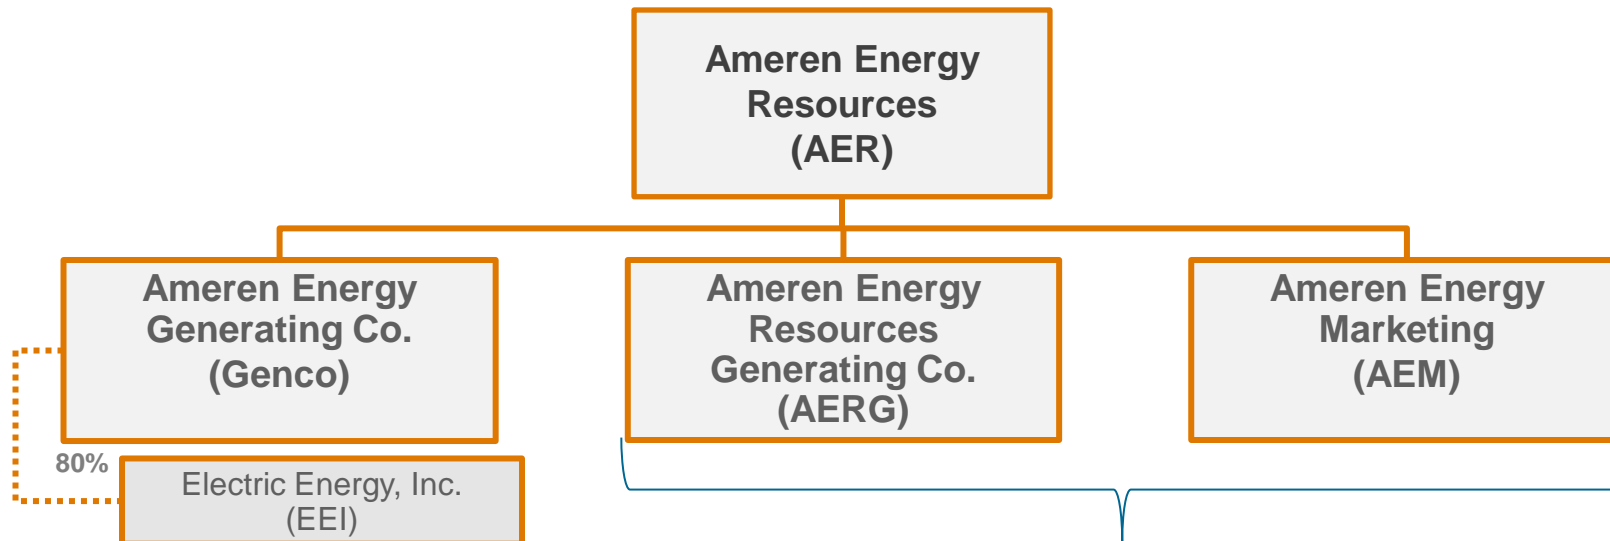 Ameren Energy
Resources
(AER)
Ameren Energy
Generating Co.
(Genco)
Ameren Energy
Resources
Generating Co.
(AERG)
Ameren Energy
Marketing
(AEM)
80%
Electric Energy, Inc.
(EEI)